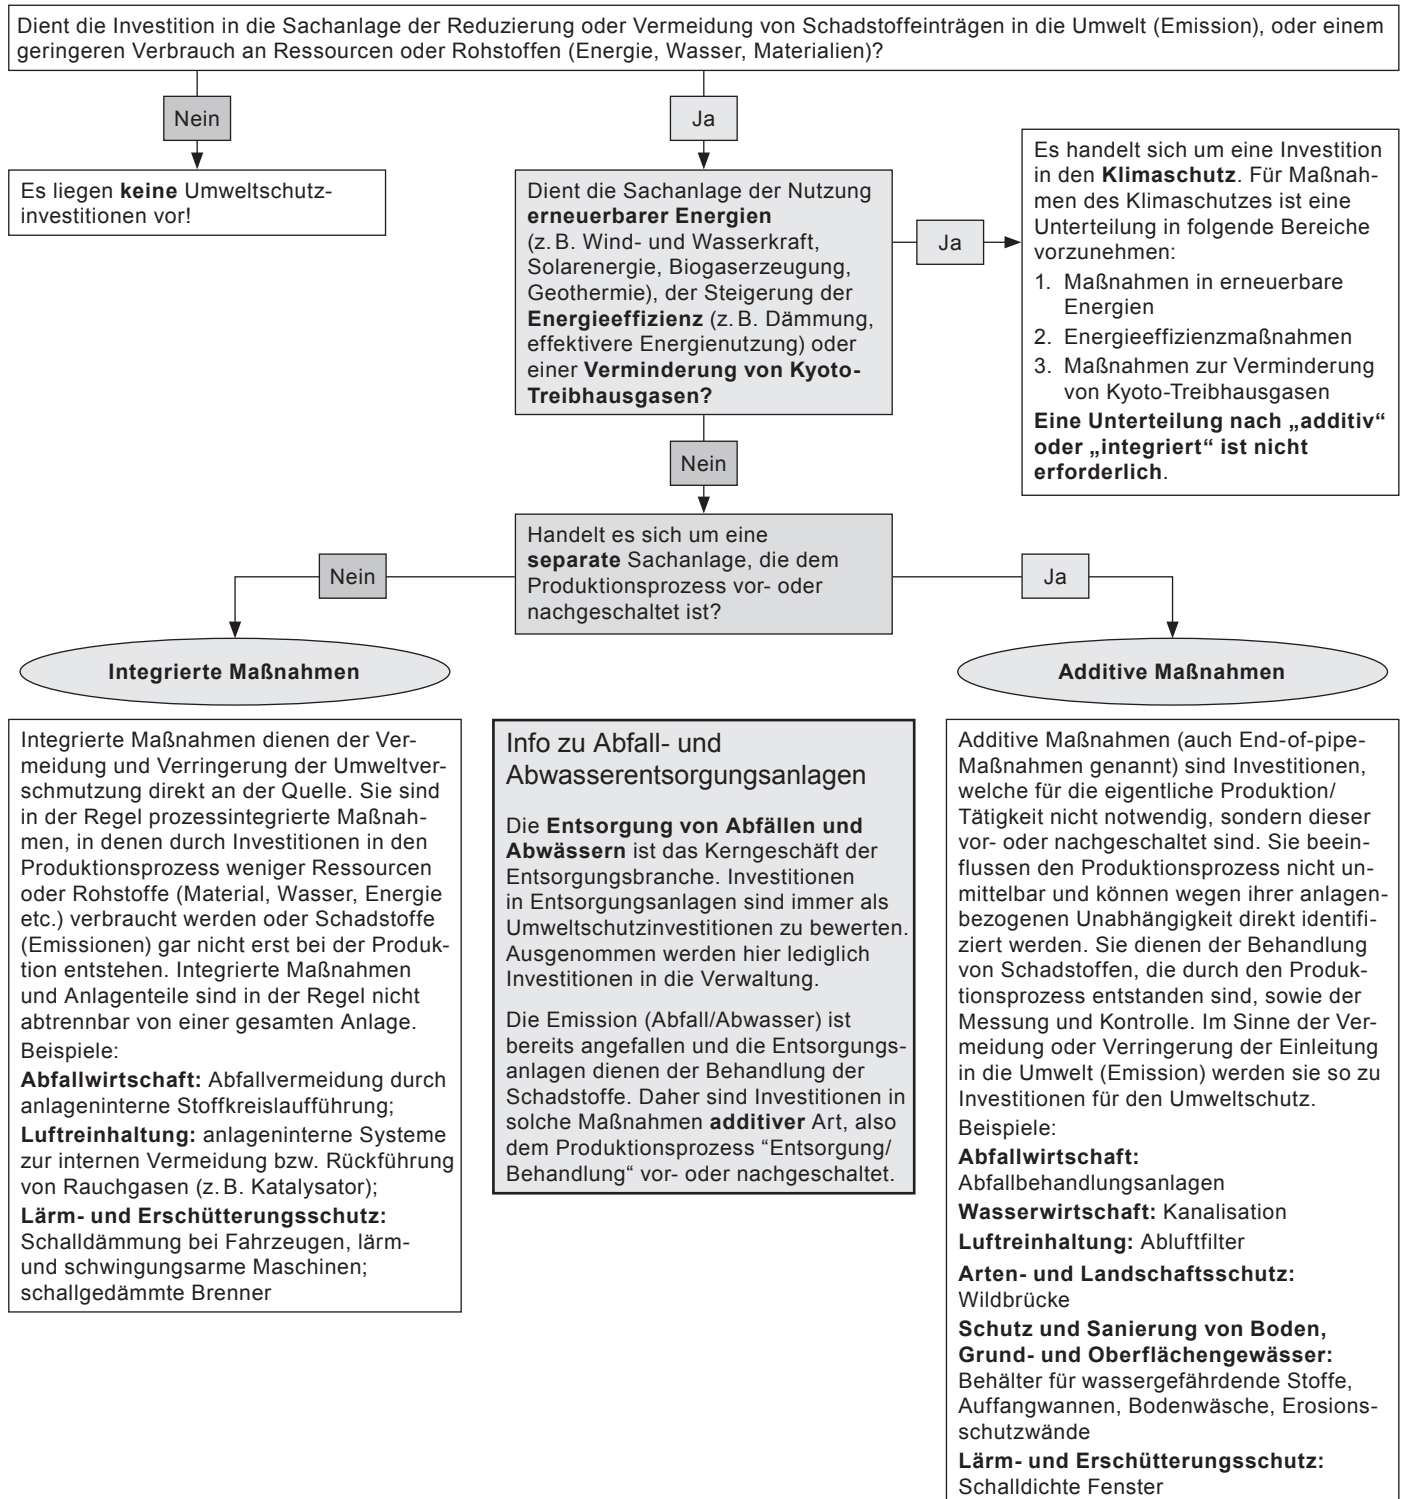 Dient die Investition in die Sachanlage der Reduzierung oder Vermeidung von Schadstoffeinträgen in die Umwelt (Emission), oder einem
geringeren Verbrauch an Ressourcen oder Rohstoffen (Energie, Wasser, Materialien)?
Nein
Ja
Es liegen keine Umweltschutz-
investitionen vor!
Dient die Sachanlage der Nutzung
erneuerbarer Energien
(z. B. Wind- und Wasserkraft,
Solarenergie, Biogaserzeugung,
Geothermie), der Steigerung der
Energieeffizienz (z. B. Dämmung,
effektivere Energienutzung) oder
einer Verminderung von Kyoto-
Treibhausgasen?
Ja
Es handelt sich um eine Investition
in den Klimaschutz. Für Maßnah-
men des Klimaschutzes ist eine
Unterteilung in folgende Bereiche
vorzunehmen:
1. Maßnahmen in erneuerbare
Energien
2. Energieeffizienzmaßnahmen
3. Maßnahmen zur Verminderung
von Kyoto-Treibhausgasen
Eine Unterteilung nach „additiv“
oder „integriert“ ist nicht
erforderlich.
Nein
Handelt es sich um eine
separate Sachanlage, die dem
Produktionsprozess vor- oder
nachgeschaltet ist?
Nein
Ja
Integrierte Maßnahmen
Additive Maßnahmen
Integrierte Maßnahmen dienen der Ver-
meidung und Verringerung der Umweltver-
schmutzung direkt an der Quelle. Sie sind
in der Regel prozessintegrierte Maßnah-
men, in denen durch Investitionen in den
Produktionsprozess weniger Ressourcen
oder Rohstoffe (Material, Wasser, Energie
etc.) verbraucht werden oder Schadstoffe
(Emissionen) gar nicht erst bei der Produk-
tion entstehen. Integrierte Maßnahmen
und Anlagenteile sind in der Regel nicht
abtrennbar von einer gesamten Anlage.
Beispiele:
Abfallwirtschaft: Abfallvermeidung durch
anlageninterne Stoffkreislaufführung;
Luftreinhaltung: anlageninterne Systeme
zur internen Vermeidung bzw. Rückführung
von Rauchgasen (z. B. Katalysator);
Lärm- und Erschütterungsschutz:
Schalldämmung bei Fahrzeugen, lärm-
und schwingungsarme Maschinen;
schallgedämmte Brenner
Info zu Abfall- und
Abwasserentsorgungsanlagen
Die Entsorgung von Abfällen und
Abwässern ist das Kerngeschäft der
Entsorgungsbranche. Investitionen
in Entsorgungsanlagen sind immer als
Umweltschutzinvestitionen zu bewerten.
Ausgenommen werden hier lediglich
Investitionen in die Verwaltung.
Die Emission (Abfall/Abwasser) ist
bereits angefallen und die Entsorgungs-
anlagen dienen der Behandlung der
Schadstoffe. Daher sind Investitionen in
solche Maßnahmen additiver Art, also
dem Produktionsprozess “Entsorgung/
Behandlung“ vor- oder nachgeschaltet.
Additive Maßnahmen (auch End-of-pipe-
Maßnahmen genannt) sind Investitionen,
welche für die eigentliche Produktion/
Tätigkeit nicht notwendig, sondern dieser
vor- oder nachgeschaltet sind. Sie beein-
flussen den Produktionsprozess nicht un-
mittelbar und können wegen ihrer anlagen-
bezogenen Unabhängigkeit direkt identifi-
ziert werden. Sie dienen der Behandlung
von Schadstoffen, die durch den Produk-
tionsprozess entstanden sind, sowie der
Messung und Kontrolle. Im Sinne der Ver-
meidung oder Verringerung der Einleitung
in die Umwelt (Emission) werden sie so zu
Investitionen für den Umweltschutz.
Beispiele:
Abfallwirtschaft:
Abfallbehandlungsanlagen
Wasserwirtschaft: Kanalisation
Luftreinhaltung: Abluftfilter
Arten- und Landschaftsschutz:
Wildbrücke
Schutz und Sanierung von Boden,
Grund- und Oberflächengewässer:
Behälter für wassergefährdende Stoffe,
Auffangwannen, Bodenwäsche, Erosions-
schutzwände
Lärm- und Erschütterungsschutz:
Schalldichte Fenster